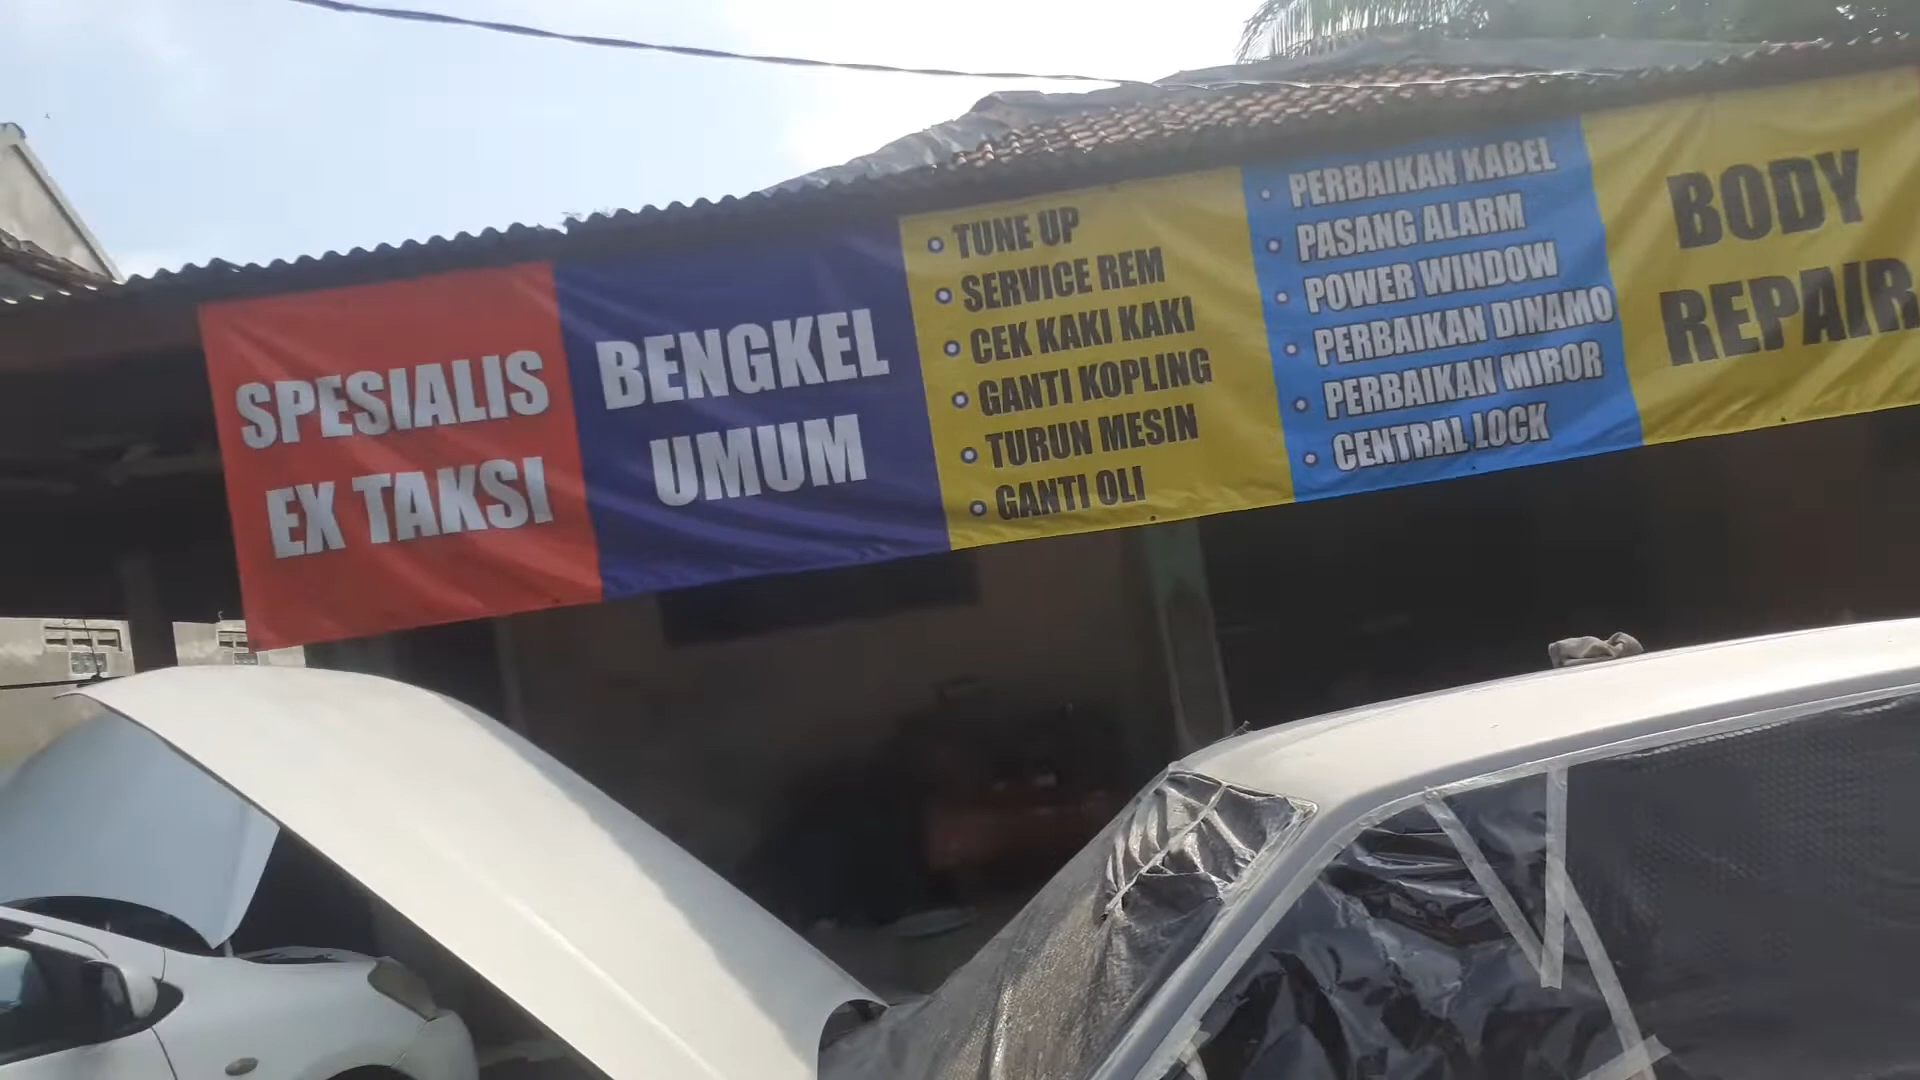 SPESIALIS
EX TAKSI
BENGKEL
UMUM
• TUNE UP
• SERVICE REM
• CEK KAKI KAKI
• GANTI KOPLING
• TURUN MESIN
• GANTI OLI
• PERBAIKAN KABEL
• PASANG ALARM
• POWER WINDOW
• PERBAIKAN DINAMO
• PERBAIKAN MIROR
• CENTRAL LOCK
BODY
REPAIR